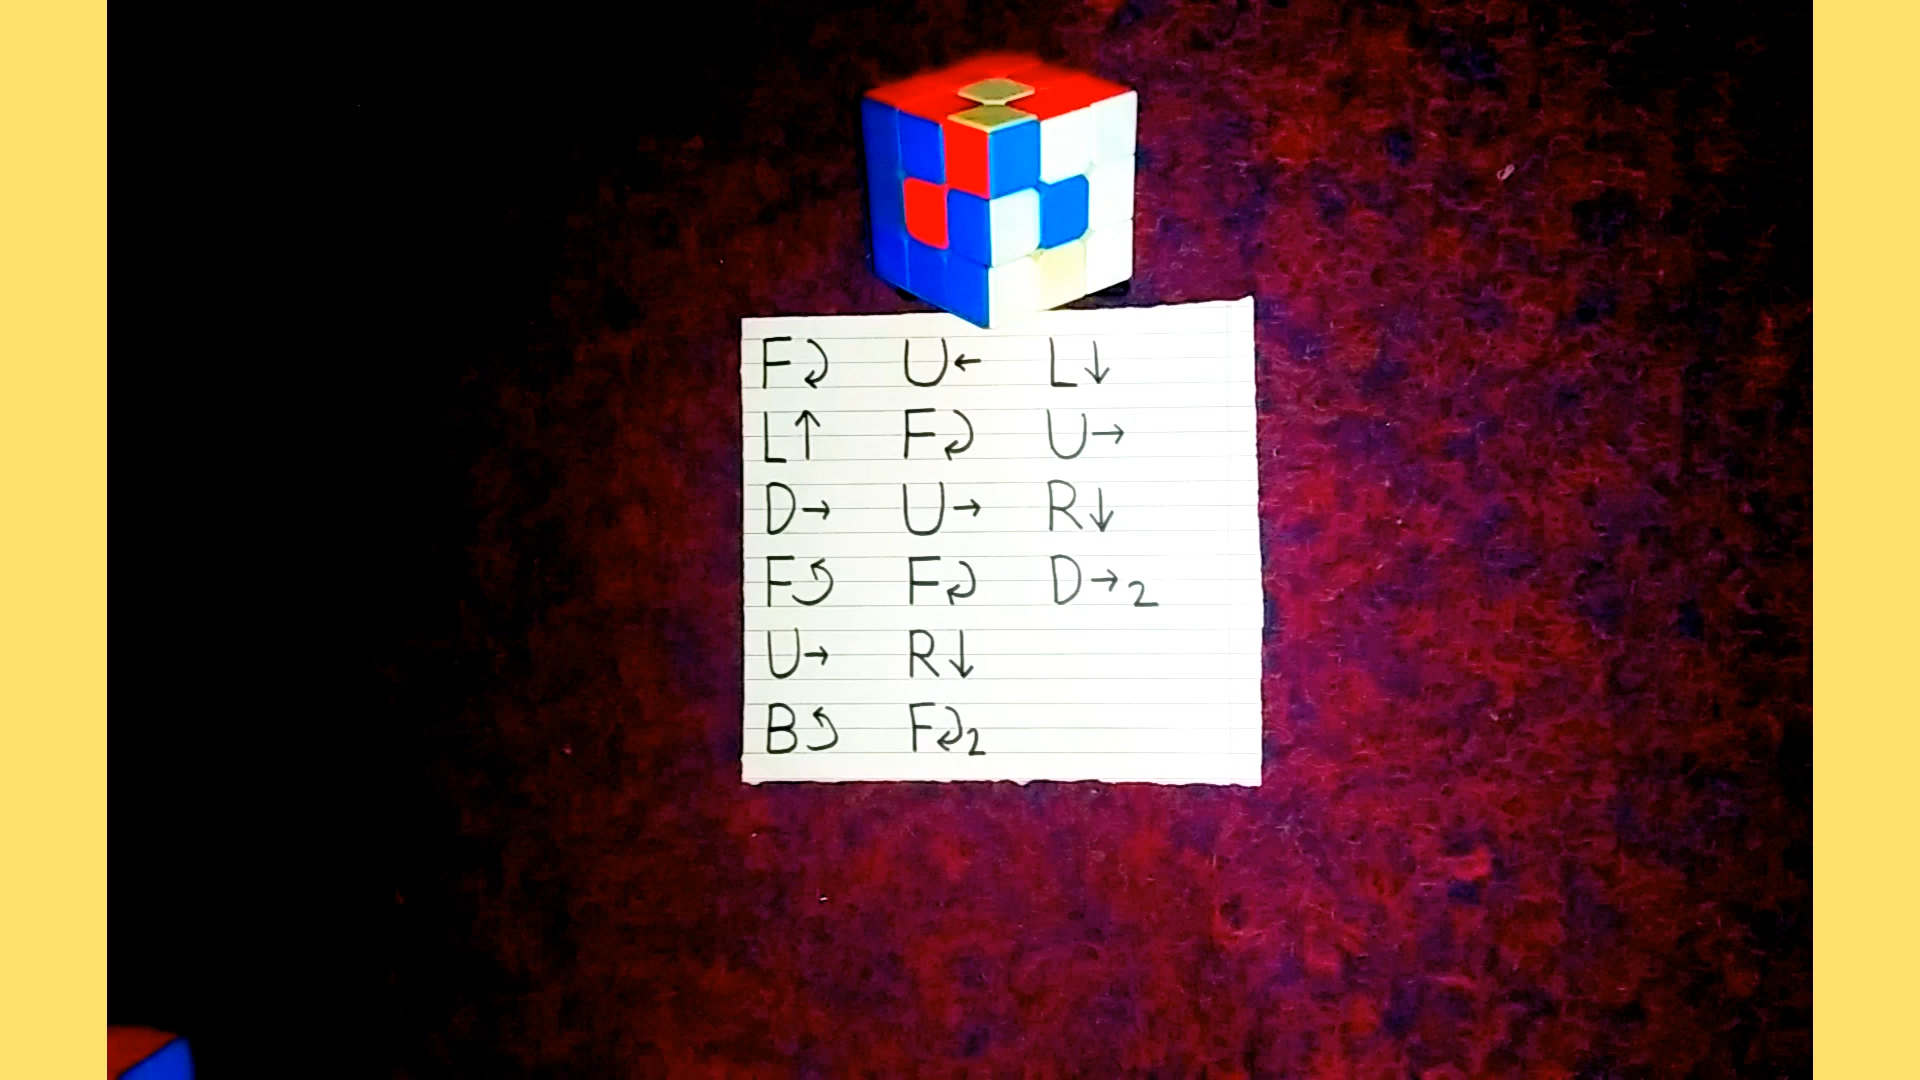 F⤸ U← L↓
L↑ F⤸ U→
D→ U→ R↓
F⤴ F⤸ D→2
U→ R↓
B⤴ F⤸2